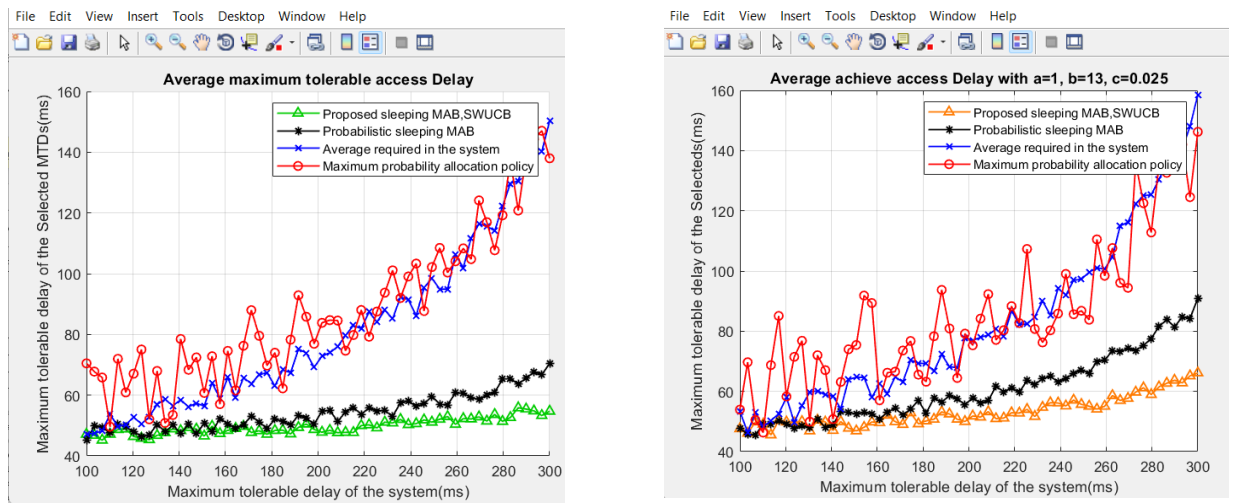 File Edit View Insert Tools Desktop Window Help
Average maximum tolerable access Delay
Maximum tolerable delay of the Selected MTDs(ms)
160
140
120
100
80
60
40
Proposed sleeping MAB,SWUCB
Probabilistic sleeping MAB
Average required in the system
Maximum probability allocation policy
100 120 140 160 180 200 220 240 260 280 300
Maximum tolerable delay of the system(ms)
File Edit View Insert Tools Desktop Window Help
Average achieve access Delay with a=1, b=13, c=0.025
Maximum tolerable delay of the Selecteds(ms)
160
140
120
100
80
60
40
Proposed sleeping MAB,SWUCB
Probabilistic sleeping MAB
Average required in the system
Maximum probability allocation policy
100 120 140 160 180 200 220 240 260 280 300
Maximum tolerable delay of the system(ms)